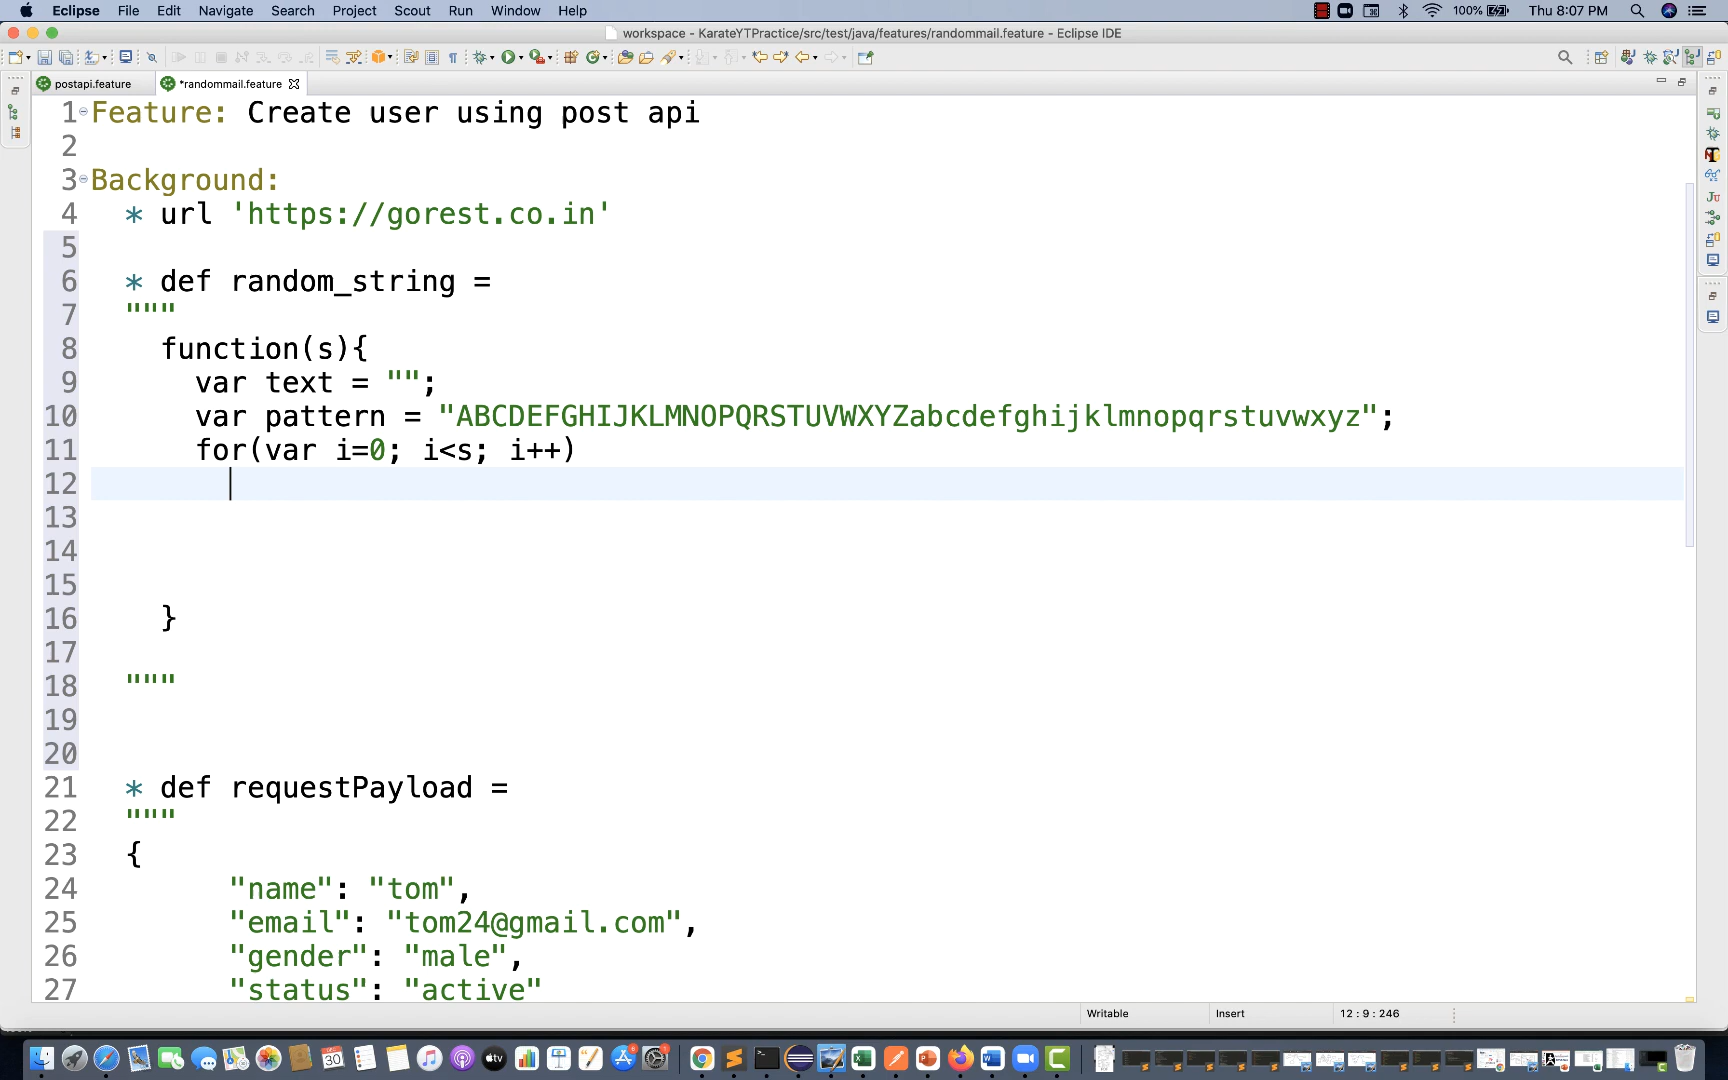 Eclipse File Edit Navigate Search Project Scout Run Window Help 100% Thu 8:07 PM
workspace - KarateYTPractice/src/test/java/features/randommail.feature - Eclipse IDE
postapi.feature *randommail.feature
1 Feature: Create user using post api
2
3 Background:
4 * url 'https://gorest.co.in'
5
6 * def random_string =
7 """
8 function(s){
9 var text = "";
10 var pattern = "ABCDEFGHIJKLMNOPQRSTUVWXYZabcdefghijklmnopqrstuvwxyz";
11 for(var i=0; i<s; i++)
12
13
14
15
16 }
17
18 """
19
20
21 * def requestPayload =
22 """
23 {
24 "name": "tom",
25 "email": "tom24@gmail.com",
26 "gender": "male",
27 "status": "active"
Writable Insert 12 : 9 : 246